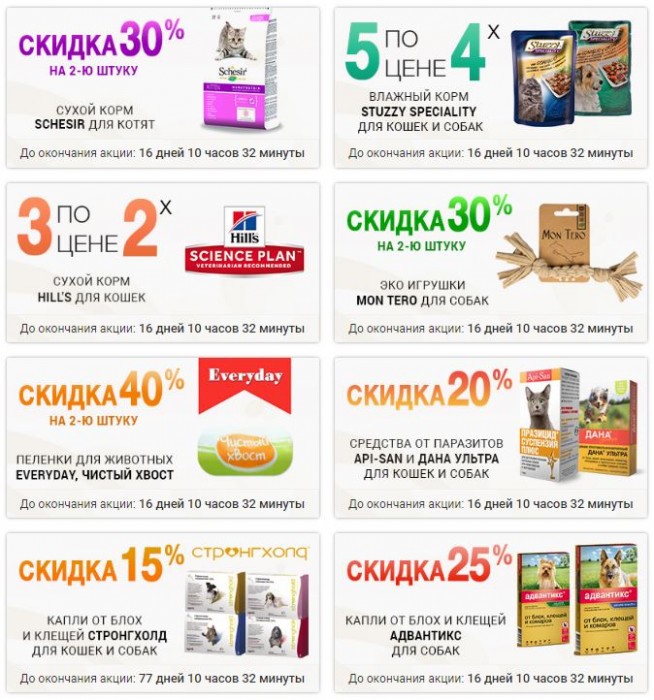 СКИДКА 30%
НА 2-Ю ШТУКУ
СУХОЙ КОРМ
SCHESIR ДЛЯ КОТЯТ
Schesir
До окончания акции: 16 дней 10 часов 32 минуты
5 ПО ЦЕНЕ 4х
ВЛАЖНЫЙ КОРМ
STUZZY SPECIALITY
ДЛЯ КОШЕК И СОБАК
Stuzzy
Stuzzy
До окончания акции: 16 дней 10 часов 32 минуты
3 ПО ЦЕНЕ 2х
СУХОЙ КОРМ
HILL'S ДЛЯ КОШЕК
Hill's
SCIENCE PLAN™
VETERINARIAN RECOMMENDED
До окончания акции: 16 дней 10 часов 32 минуты
СКИДКА 30%
НА 2-Ю ШТУКУ
ЭКО ИГРУШКИ
MON TERO ДЛЯ СОБАК
MON TERO
До окончания акции: 16 дней 10 часов 32 минуты
СКИДКА 40%
НА 2-Ю ШТУКУ
ПЕЛЕНКИ ДЛЯ ЖИВОТНЫХ
EVERYDAY, ЧИСТЫЙ ХВОСТ
Everyday
Чистый
хвост
До окончания акции: 16 дней 10 часов 32 минуты
СКИДКА 20%
СРЕДСТВА ОТ ПАРАЗИТОВ
API-SAN И ДАНА УЛЬТРА
ДЛЯ КОШЕК И СОБАК
Api-San
ПРАЗИЦИД
СУСПЕНЗИЯ
ПЛЮС
ДАНА
ДАНА УЛЬТРА
До окончания акции: 16 дней 10 часов 32 минуты
СКИДКА 15%
КАПЛИ ОТ БЛОХ
И КЛЕЩЕЙ СТРОНГХОЛД
ДЛЯ КОШЕК И СОБАК
СТРОНГХОЛД
До окончания акции: 77 дней 10 часов 32 минуты
СКИДКА 25%
КАПЛИ ОТ БЛОХ И КЛЕЩЕЙ
АДВАНТИКС
ДЛЯ СОБАК
адвантикс
от блох,
клещей
и комаров
адвантикс
от блох, клещей
и комаров
До окончания акции: 16 дней 10 часов 32 минуты